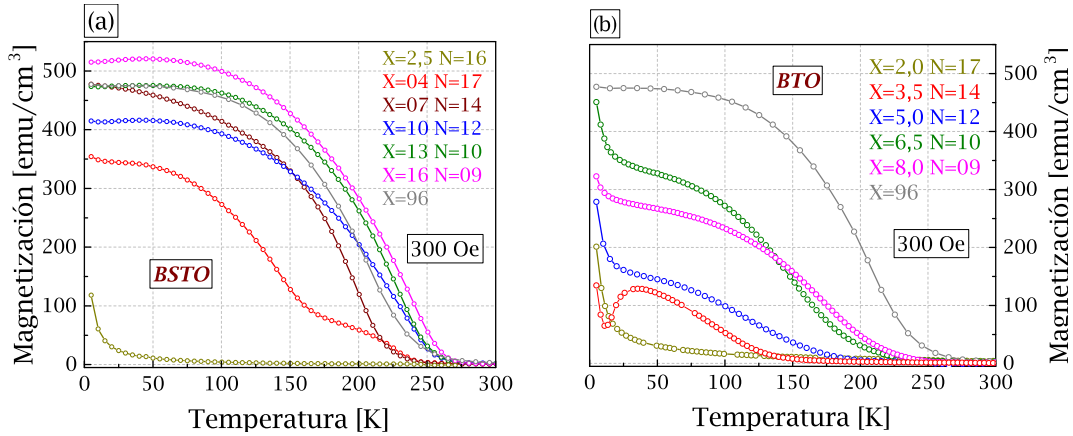 (a)
X=2,5 N=16
X=04 N=17
X=07 N=14
X=10 N=12
X=13 N=10
X=16 N=09
X=96
300 Oe
BSTO
Magnetización [emu/cm³]
500
400
300
200
100
0
0 50 100 150 200 250 300
Temperatura [K]
(b)
BTO
X=2,0 N=17
X=3,5 N=14
X=5,0 N=12
X=6,5 N=10
X=8,0 N=09
X=96
300 Oe
500
400
300
200
100
0
Magnetización [emu/cm³]
0 50 100 150 200 250 300
Temperatura [K]